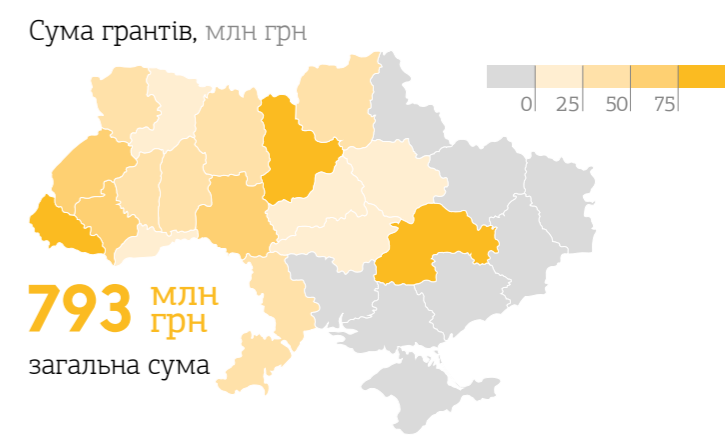 Сума грантів, млн грн
0 25 50 75
793 млн
грн
загальна сума